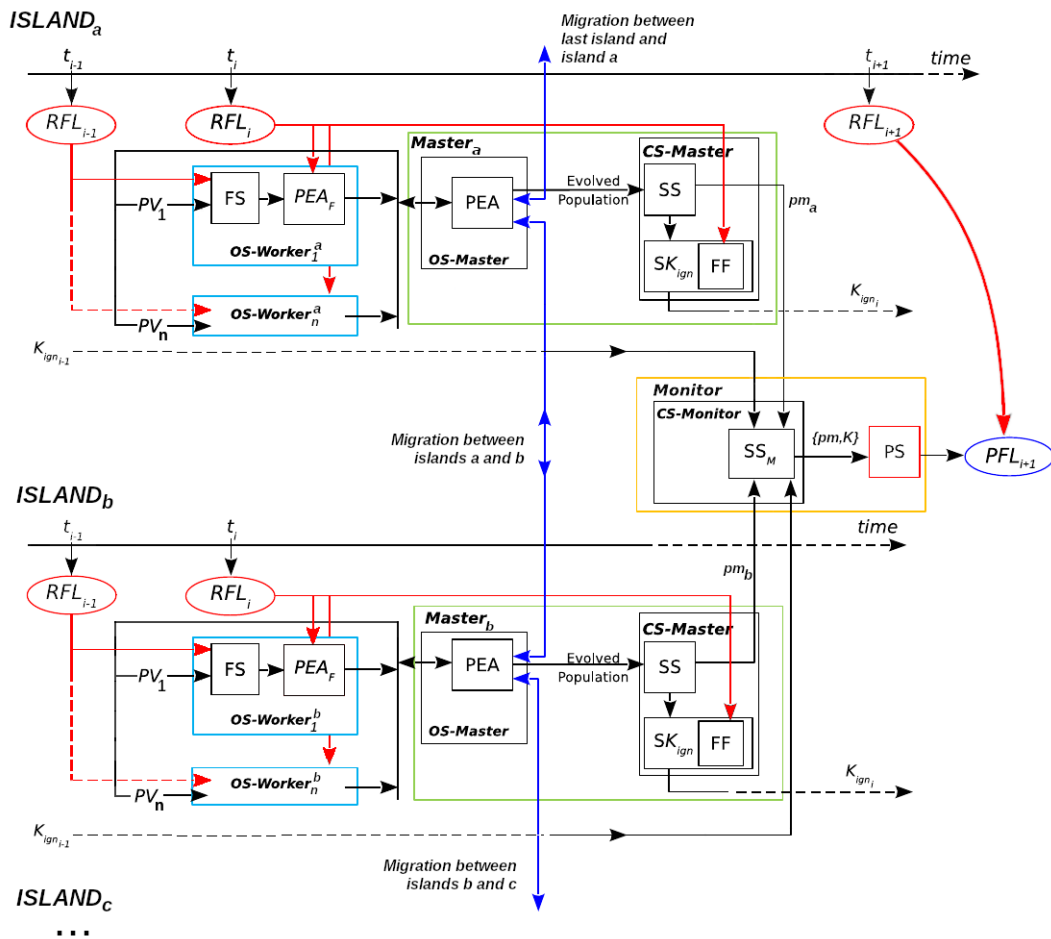 ISLANDa
Migration between
last island and
island a
ti-1
ti
ti+1
time
RFLi-1
RFLi
RFLi+1
Mastera
CS-Master
FS
PEAF
PEA
Evolved
Population
SS
PV1
pma
OS-Worker1a
OS-Master
SKign
FF
OS-Workerna
PVn
Kigni
Kigni-1
Monitor
CS-Monitor
Migration between
islands a and b
SSM
{pm,K}
PS
PFLi+1
ISLANDb
ti-1
ti
time
RFLi-1
RFLi
pmb
Masterb
CS-Master
FS
PEAF
PEA
Evolved
Population
SS
PV1
OS-Worker1b
OS-Master
SKign
FF
OS-Workernb
PVn
Kigni
Kigni-1
Migration between
islands b and c
ISLANDc
...